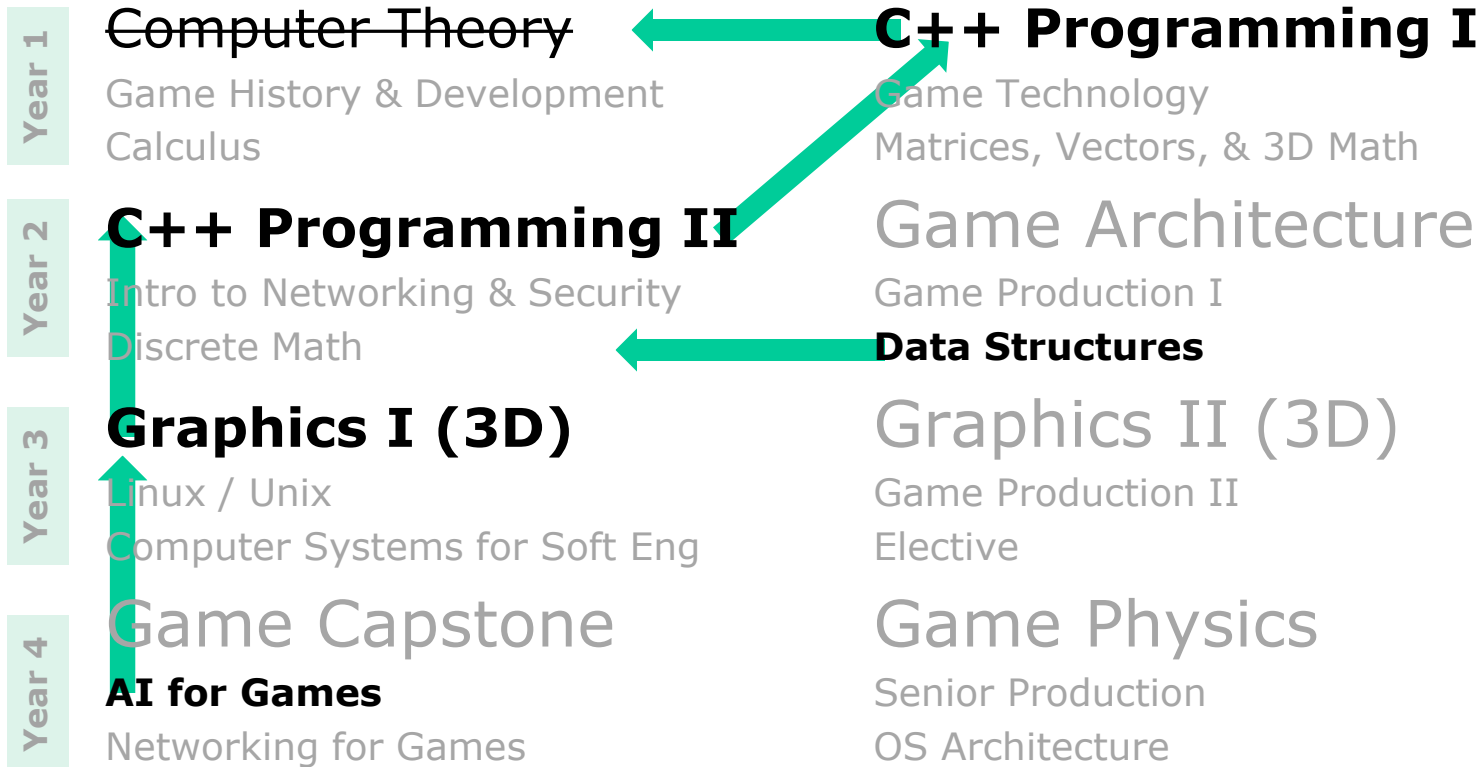 Year 1
Computer Theory
C++ Programming I
Game History & Development
Game Technology
Calculus
Matrices, Vectors, & 3D Math
Year 2
C++ Programming II
Game Architecture
Intro to Networking & Security
Game Production I
Discrete Math
Data Structures
Year 3
Graphics I (3D)
Graphics II (3D)
Linux / Unix
Game Production II
Computer Systems for Soft Eng
Elective
Year 4
Game Capstone
Game Physics
AI for Games
Senior Production
Networking for Games
OS Architecture